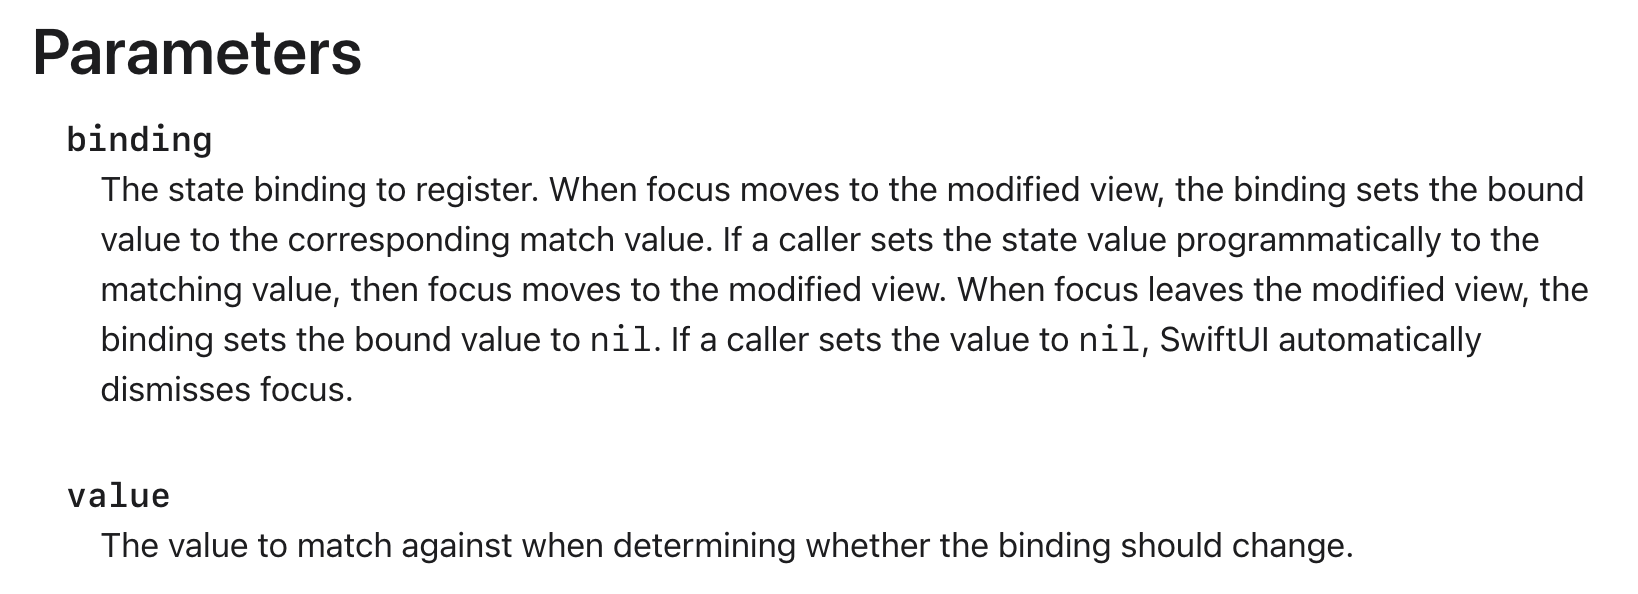 Parameters
binding
The state binding to register. When focus moves to the modified view, the binding sets the bound
value to the corresponding match value. If a caller sets the state value programmatically to the
matching value, then focus moves to the modified view. When focus leaves the modified view, the
binding sets the bound value to nil. If a caller sets the value to nil, SwiftUI automatically
dismisses focus.
value
The value to match against when determining whether the binding should change.